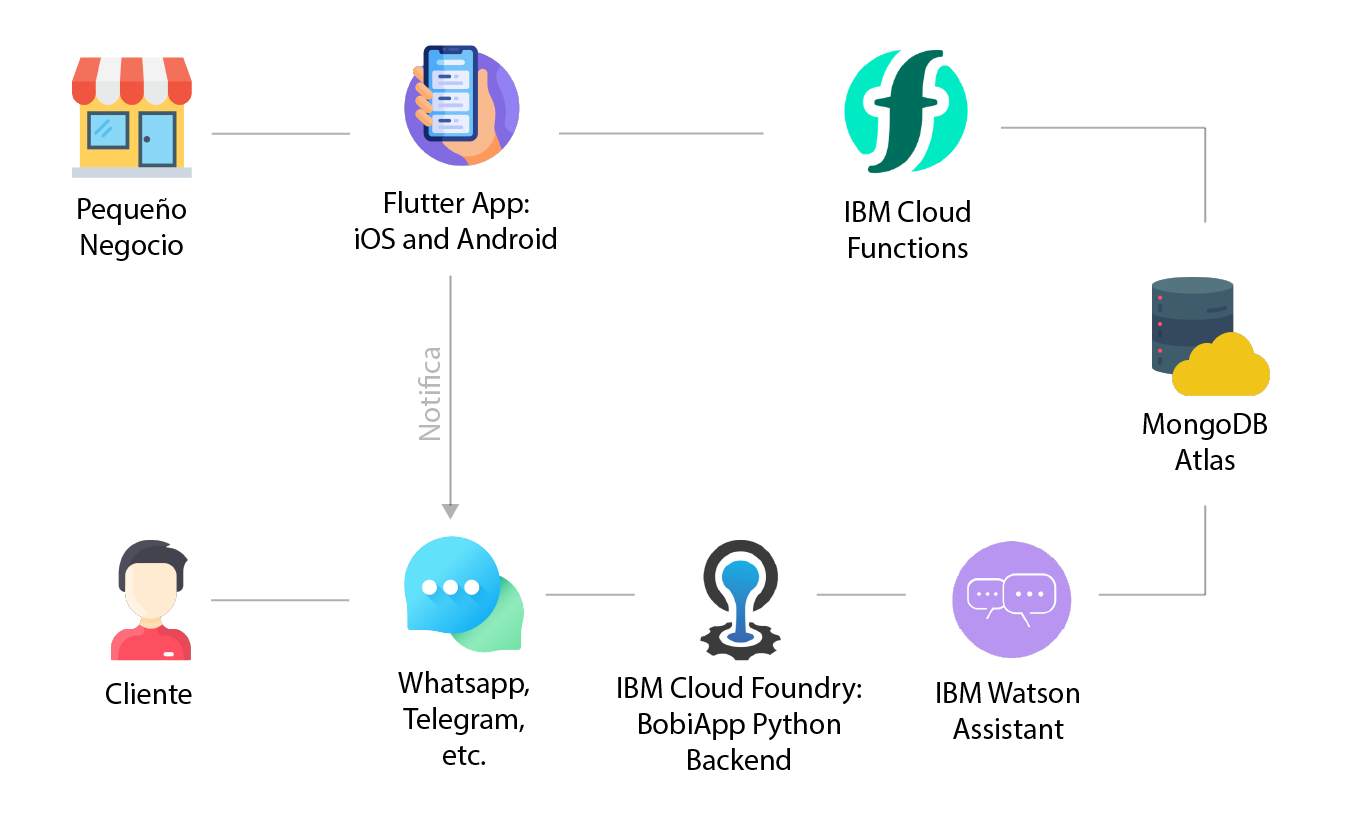 Pequeño
Negocio
Flutter App:
iOS and Android
IBM Cloud
Functions
MongoDB
Atlas
Notifica
Cliente
Whatsapp,
Telegram,
etc.
IBM Cloud Foundry:
BobiApp Python
Backend
IBM Watson
Assistant